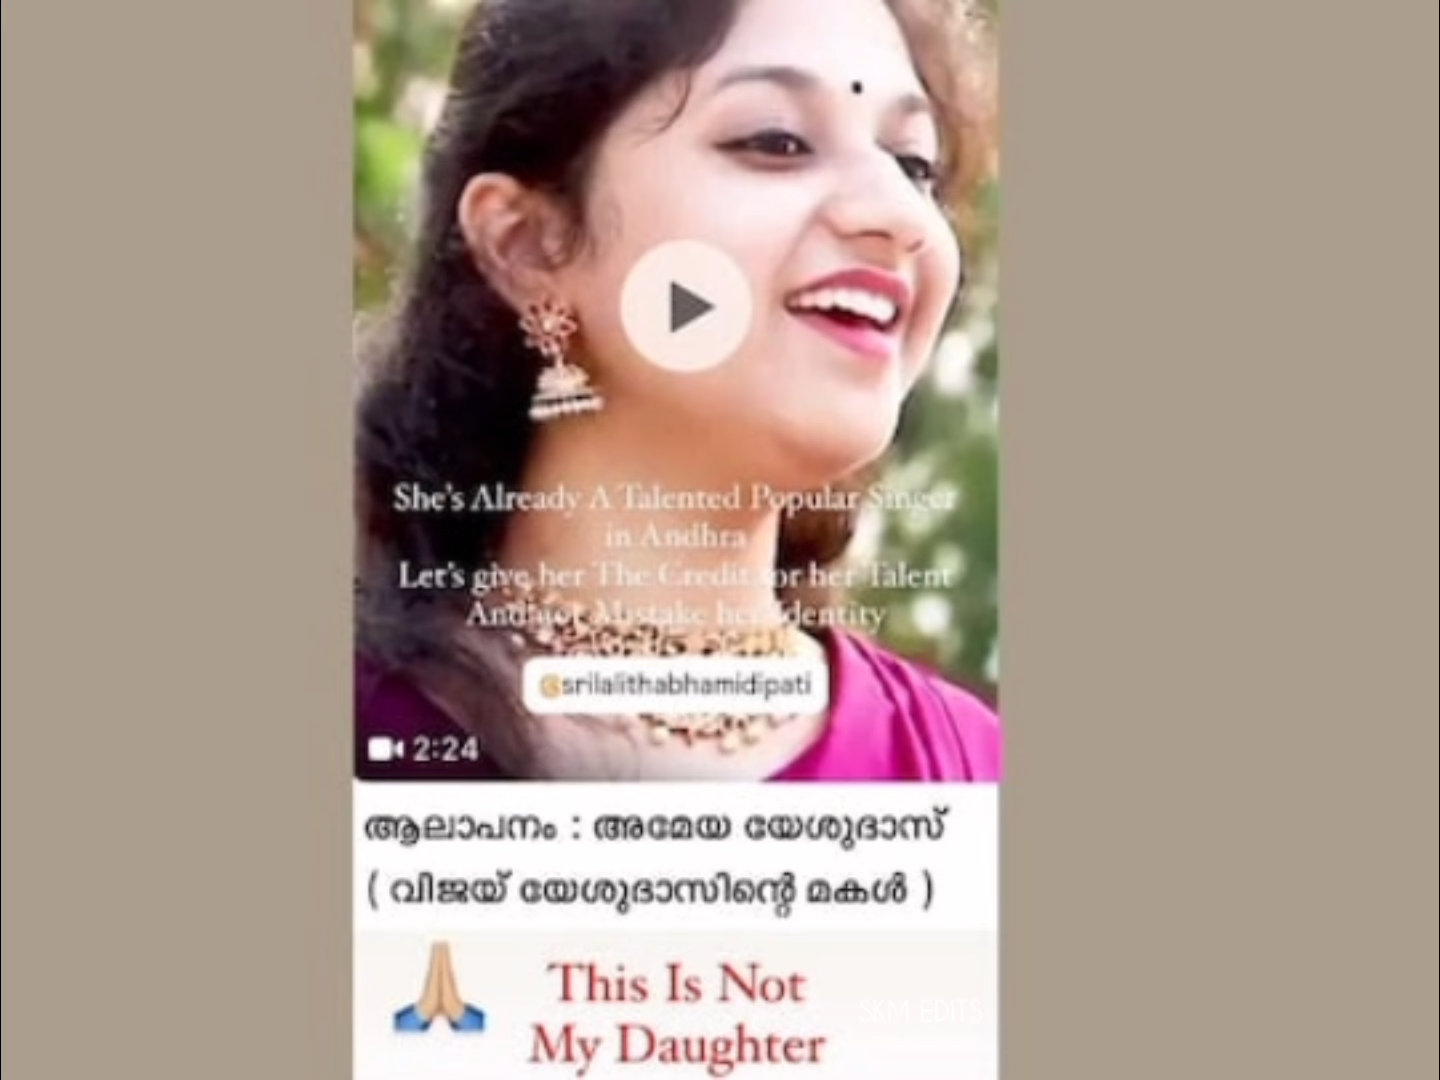 She's Already A Talented Popular Singer
in Andhra
Let's give her The Credit for her Talent
And not Mistake her Identity
@srilalithabhamidipati
2:24
ആലാപനം : അമേയ യേശുദാസ്
( വിജയ് യേശുദാസിന്റെ മകൾ )
This Is Not
My Daughter
SKM EDITS